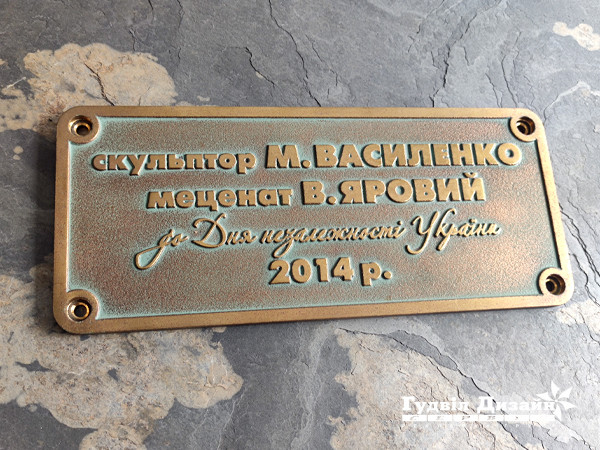 скульптор М. ВАСИЛЕНКО
меценат В. ЯРОВИЙ
до Дня незалежності України
2014 р.
Гудвіл Дизайн